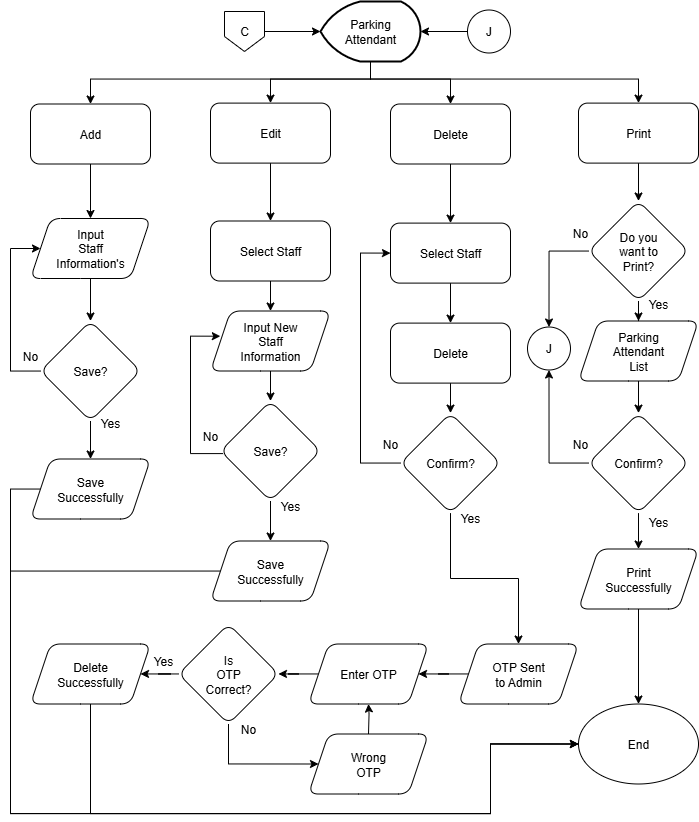 C
Parking
Attendant
J
Add
Edit
Delete
Print
Input
Staff
Information's
Select Staff
Select Staff
No
Do you
want to
Print?
Yes
Input New
Staff
Information
Delete
J
Parking
Attendant
List
No
Save?
Yes
No
Save?
No
Confirm?
No
Confirm?
Yes
Save
Successfully
Yes
Yes
Save
Successfully
Print
Successfully
Delete
Successfully
Yes
Is
OTP
Correct?
Enter OTP
OTP Sent
to Admin
No
Wrong
OTP
End